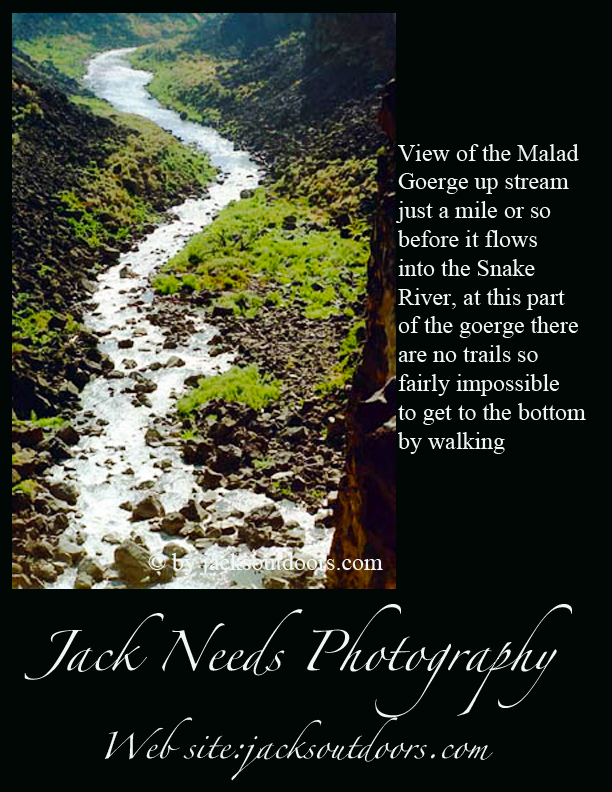 View of the Malad
Goerge up stream
just a mile or so
before it flows
into the Snake
River, at this part
of the goerge there
are no trails so
fairly impossible
to get to the bottom
by walking
© by jacksoutdoors.com
Jack Needs Photography
Web site:jacksoutdoors.com